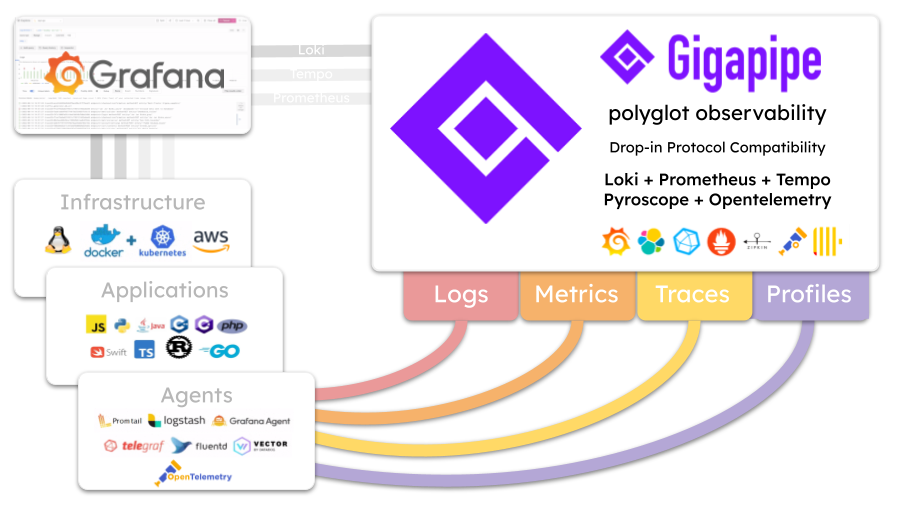 Grafana
Loki
Tempo
Prometheus
Gigapipe
polyglot observability
Drop-in Protocol Compatibility
Loki + Prometheus + Tempo
Pyroscope + Opentelemetry
ZIPKIN
Logs
Metrics
Traces
Profiles
Infrastructure
docker
+
kubernetes
aws
Applications
JS
Java
C
C
php
Swift
TS
R
GO
Agents
Promtail
logstash
Grafana Agent
telegraf
fluentd
VECTOR
OpenTelemetry